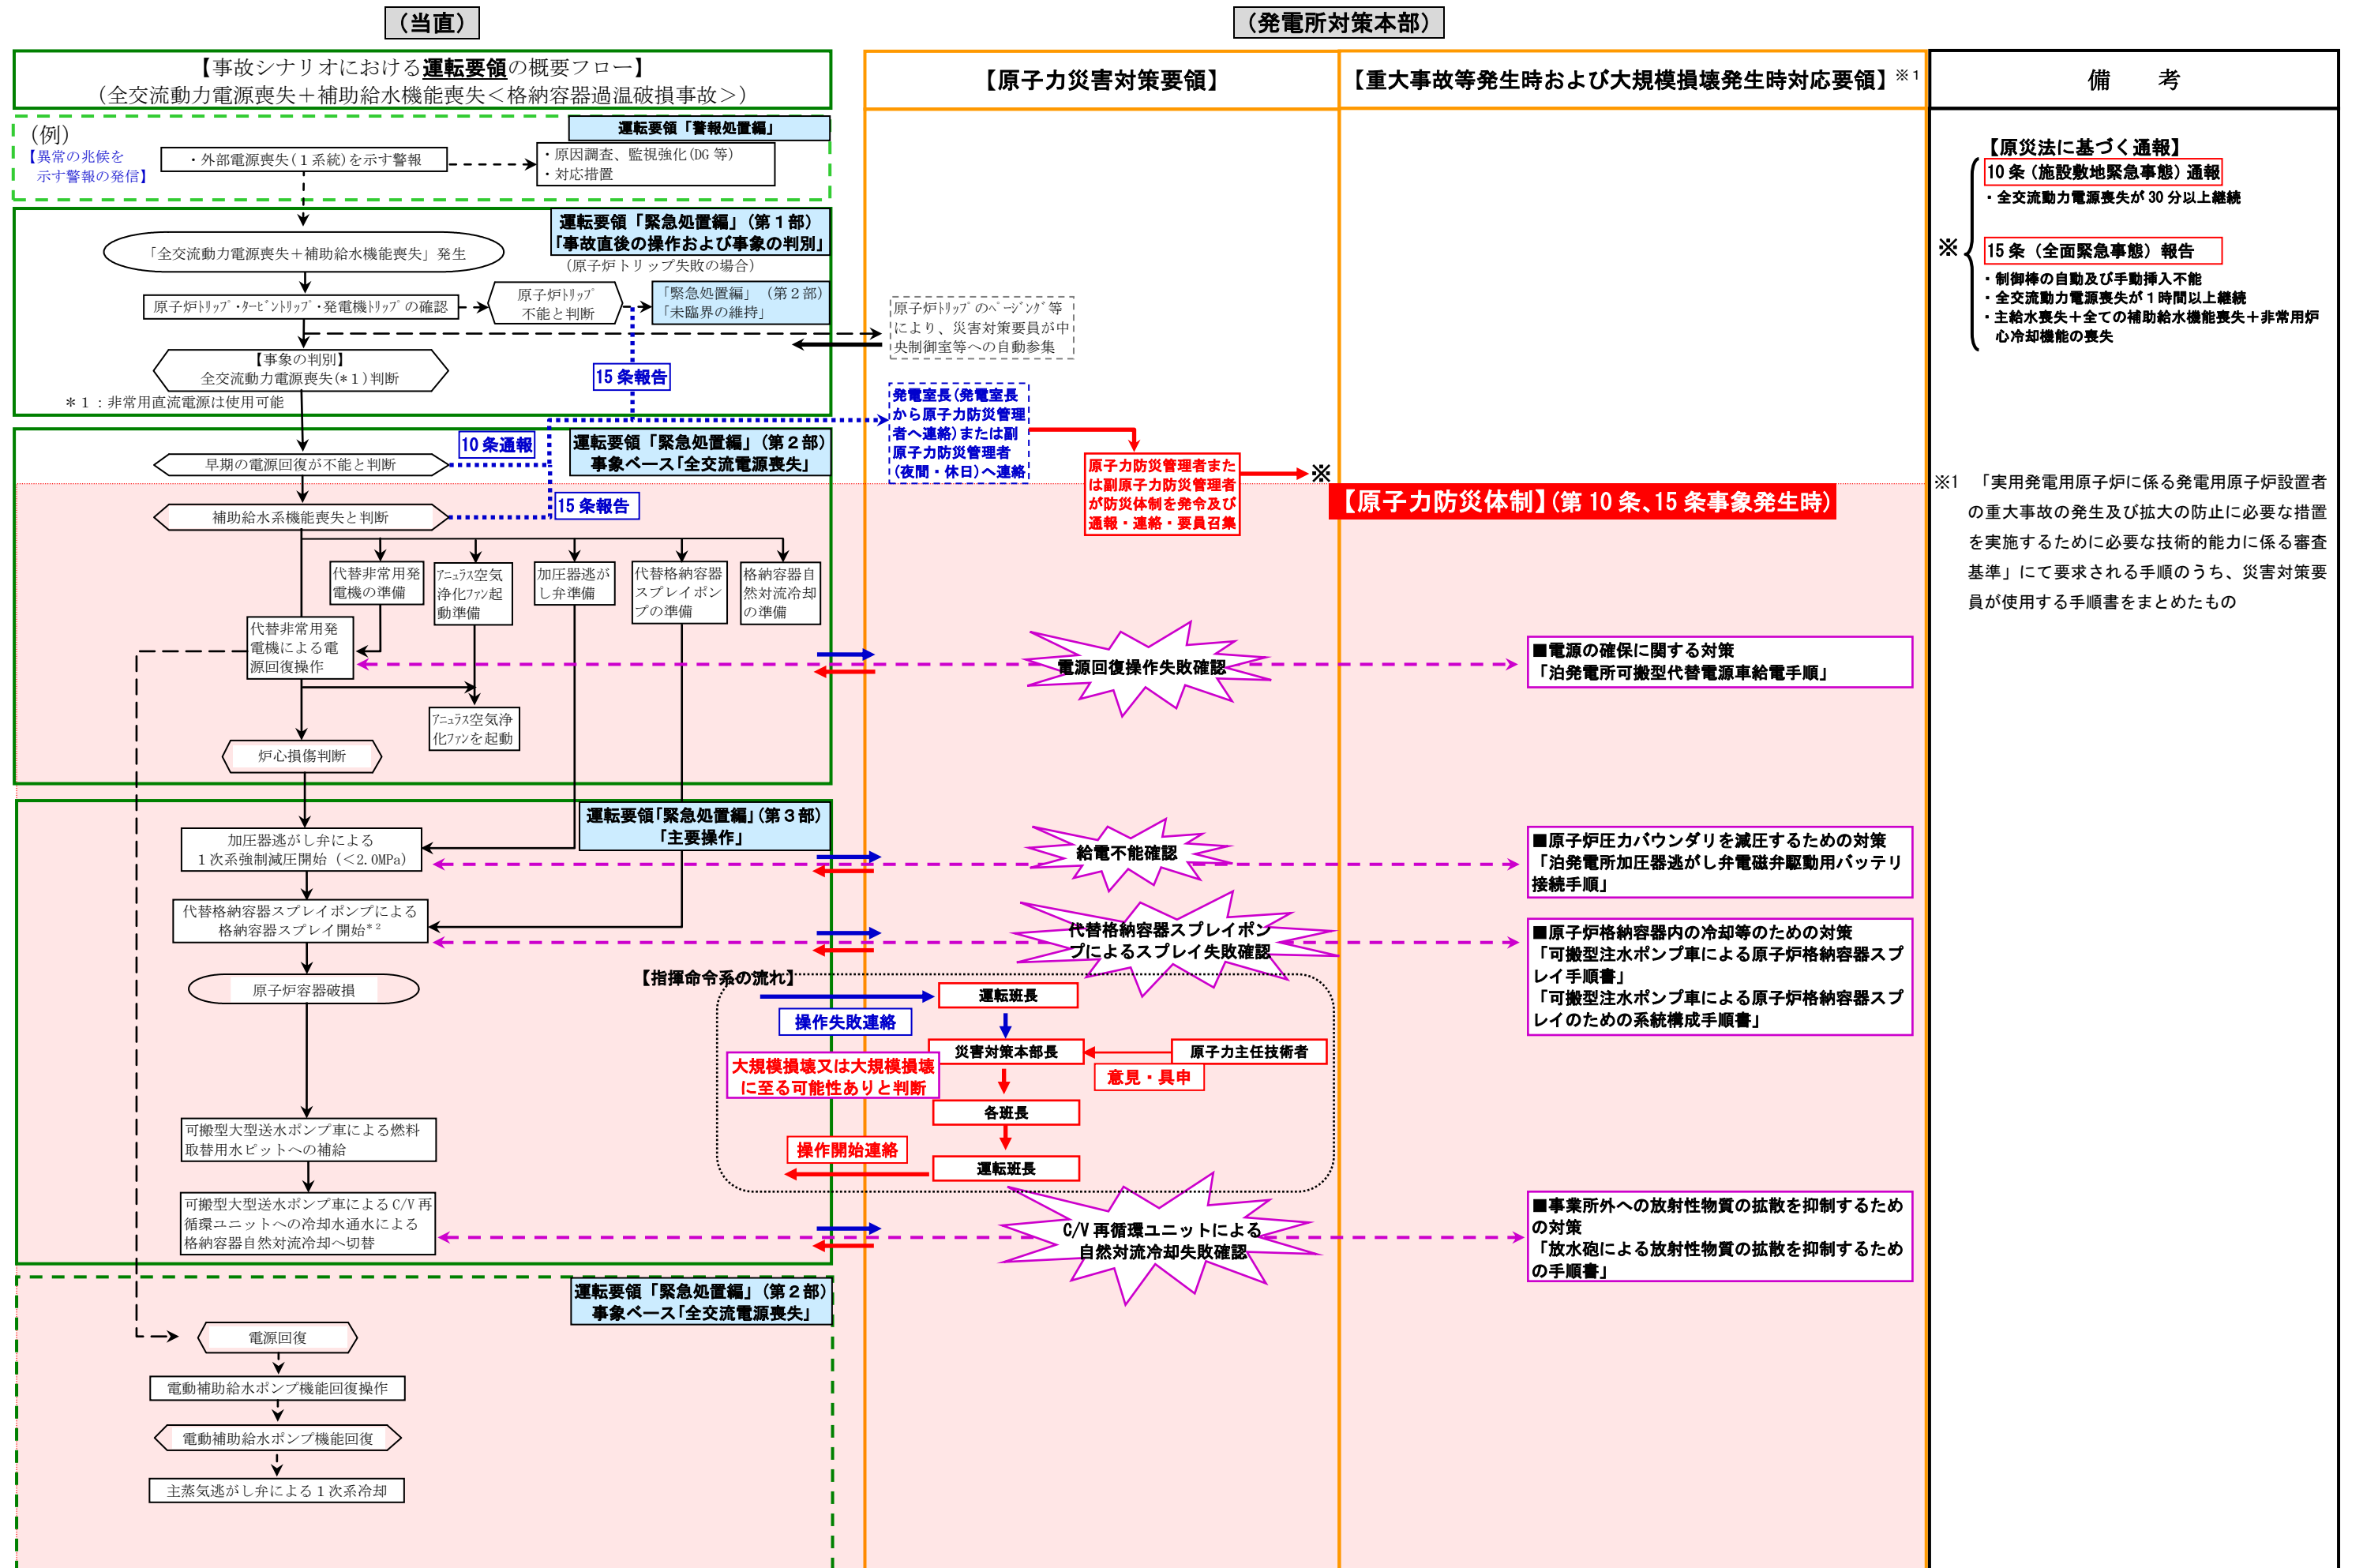 （当直）
（発電所対策本部）
【事故シナリオにおける運転要領の概要フロー】
（全交流動力電源喪失＋補助給水機能喪失＜格納容器過温破損事故＞）
【原子力災害対策要領】
【重大事故等発生時および大規模損壊発生時対応要領】※1
備　考
（例）
【異常の兆候を
示す警報の発信】
・外部電源喪失(１系統)を示す警報
運転要領「警報処置編」
・原因調査、監視強化(DG等)
・対応措置
運転要領「緊急処置編」（第１部）
「事故直後の操作および事象の判別」
「全交流動力電源喪失＋補助給水機能喪失」発生
（原子炉トリップ失敗の場合）
原子炉ﾄﾘｯﾌﾟ･ﾀｰﾋﾞﾝﾄﾘｯﾌﾟ･発電機ﾄﾘｯﾌﾟの確認
原子炉ﾄﾘｯﾌﾟ
不能と判断
「緊急処置編」（第２部）
「未臨界の維持」
【事象の判別】
全交流動力電源喪失(＊１)判断
＊１：非常用直流電源は使用可能
15条報告
原子炉ﾄﾘｯﾌﾟのﾍﾟｰｼﾞﾝｸﾞ等
により、災害対策要員が中
央制御室等への自動参集
発電室長(発電室長
から原子力防災管理
者へ連絡)または副
原子力防災管理者
(夜間・休日)へ連絡
10条通報
運転要領「緊急処置編」（第２部）
事象ベース「全交流電源喪失」
早期の電源回復が不能と判断
15条報告
補助給水系機能喪失と判断
原子力防災管理者また
は副原子力防災管理者
が防災体制を発令及び
通報・連絡・要員召集
※
【原子力防災体制】（第10条、15条事象発生時）
代替非常用発
電機の準備
ｱﾆｭﾗｽ空気
浄化ﾌｧﾝ起
動準備
加圧器逃が
し弁準備
代替格納容器
スプレイポン
プの準備
格納容器自
然対流冷却
の準備
代替非常用発
電機による電
源回復操作
ｱﾆｭﾗｽ空気浄
化ﾌｧﾝを起動
炉心損傷判断
電源回復操作失敗確認
■電源の確保に関する対策
「泊発電所可搬型代替電源車給電手順」
運転要領「緊急処置編」（第３部）
「主要操作」
加圧器逃がし弁による
１次系強制減圧開始（＜2.0MPa）
給電不能確認
■原子炉圧力バウンダリを減圧するための対策
「泊発電所加圧器逃がし弁電磁弁駆動用バッテリ
接続手順」
代替格納容器スプレイポンプによる
格納容器スプレイ開始＊２
代替格納容器スプレイポン
プによるスプレイ失敗確認
■原子炉格納容器内の冷却等のための対策
「可搬型注水ポンプ車による原子炉格納容器スプ
レイ手順書」
「可搬型注水ポンプ車による原子炉格納容器スプ
レイのための系統構成手順書」
原子炉容器破損
【指揮命令系の流れ】
運転班長
操作失敗連絡
災害対策本部長
原子力主任技術者
意見・具申
大規模損壊又は大規模損壊
に至る可能性ありと判断
各班長
操作開始連絡
運転班長
可搬型大型送水ポンプ車による燃料
取替用水ピットへの補給
可搬型大型送水ポンプ車によるC/V再
循環ユニットへの冷却水通水による
格納容器自然対流冷却へ切替
C/V再循環ユニットによる
自然対流冷却失敗確認
■事業所外への放射性物質の拡散を抑制するため
の対策
「放水砲による放射性物質の拡散を抑制するため
の手順書」
運転要領「緊急処置編」（第２部）
事象ベース「全交流電源喪失」
電源回復
電動補助給水ポンプ機能回復操作
電動補助給水ポンプ機能回復
主蒸気逃がし弁による１次系冷却
【原災法に基づく通報】
10条（施設敷地緊急事態）通報
・全交流動力電源喪失が30分以上継続
※
15条（全面緊急事態）報告
・制御棒の自動及び手動挿入不能
・全交流動力電源喪失が１時間以上継続
・主給水喪失＋全ての補助給水機能喪失＋非常用炉
心冷却機能の喪失
※1　「実用発電用原子炉に係る発電用原子炉設置者
の重大事故の発生及び拡大の防止に必要な措置
を実施するために必要な技術的能力に係る審査
基準」にて要求される手順のうち、災害対策要
員が使用する手順書をまとめたもの